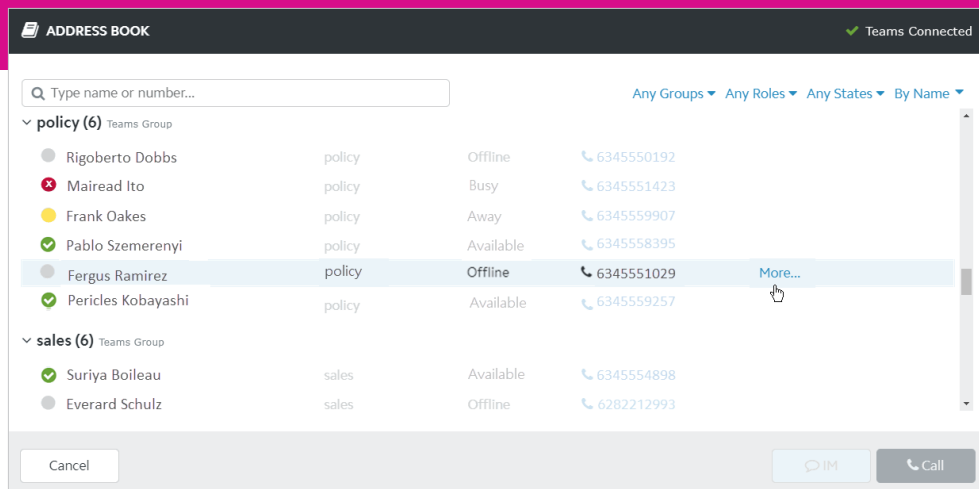 ADDRESS BOOK Teams Connected
Type name or number... Any Groups Any Roles Any States By Name
policy (6) Teams Group
Rigoberto Dobbs policy Offline 6345550192
Mairead Ito policy Busy 6345551423
Frank Oakes policy Away 6345559907
Pablo Szemerenyi policy Available 6345558395
Fergus Ramirez policy Offline 6345551029 More...
Pericles Kobayashi policy Available 6345559257
sales (6) Teams Group
Suriya Boileau sales Available 6345554898
Everard Schulz sales Offline 6282212993
Cancel IM Call